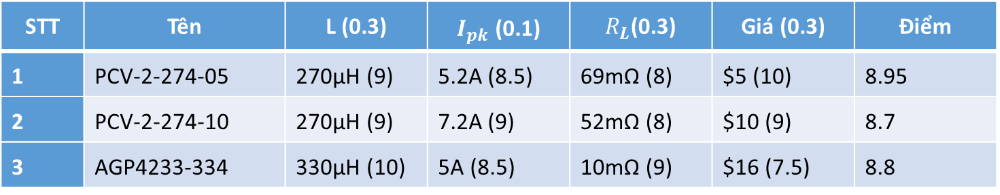 STT Tên L (0.3) I_pk (0.1) R_L(0.3) Giá (0.3) Điểm
1 PCV-2-274-05 270µH (9) 5.2A (8.5) 69mΩ (8) $5 (10) 8.95
2 PCV-2-274-10 270µH (9) 7.2A (9) 52mΩ (8) $10 (9) 8.7
3 AGP4233-334 330µH (10) 5A (8.5) 10mΩ (9) $16 (7.5) 8.8